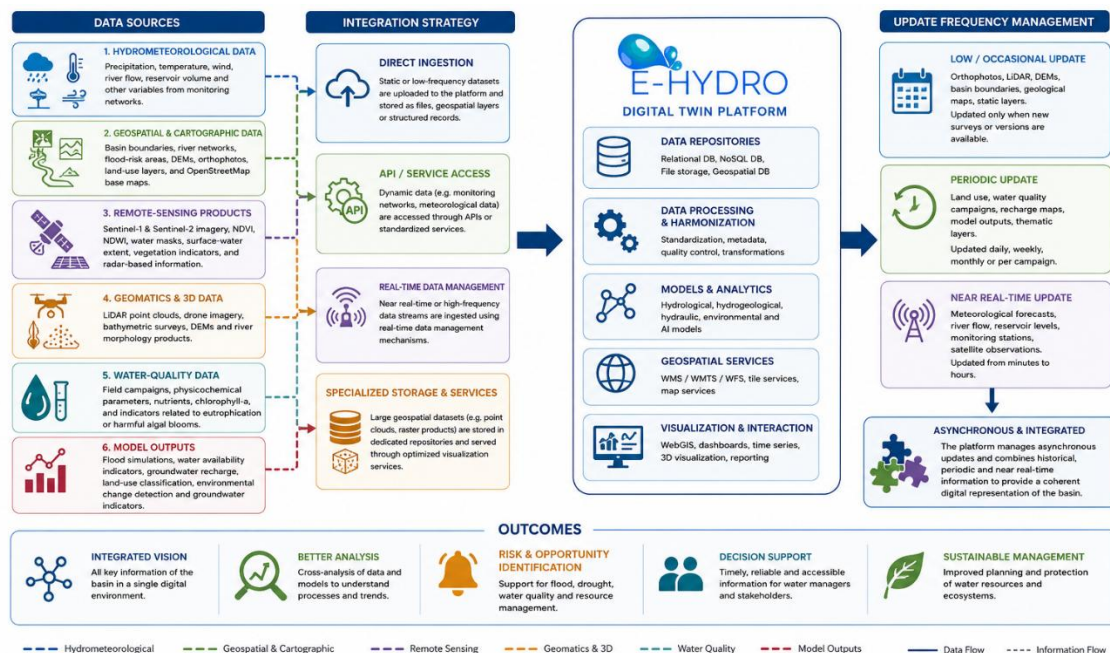 DATA SOURCES
1. HYDROMETEOROLOGICAL DATA
Precipitation, temperature, wind,
river flow, reservoir volume and
other variables from monitoring
networks.
2. GEOSPATIAL & CARTOGRAPHIC DATA
Basin boundaries, river networks,
flood-risk areas, DEMs, orthophotos,
land-use layers, and OpenStreetMap
base maps.
3. REMOTE-SENSING PRODUCTS
Sentinel-1 & Sentinel-2 imagery, NDVI,
NDWI, water masks, surface-water
extent, vegetation indicators, and
radar-based information.
4. GEOMATICS & 3D DATA
LiDAR point clouds, drone imagery,
bathymetric surveys, DEMs and river
morphology products.
5. WATER-QUALITY DATA
Field campaigns, physicochemical
parameters, nutrients, chlorophyll-a,
and indicators related to eutrophication
or harmful algal blooms.
6. MODEL OUTPUTS
Flood simulations, water availability
indicators, groundwater recharge,
land-use classification, environmental
change detection and groundwater
indicators.
INTEGRATION STRATEGY
DIRECT INGESTION
Static or low-frequency datasets
are uploaded to the platform and
stored as files, geospatial layers
or structured records.
API / SERVICE ACCESS
API
Dynamic data (e.g. monitoring
networks, meteorological data)
are accessed through APIs or
standardized services.
REAL-TIME DATA MANAGEMENT
Near real-time or high-frequency
data streams are ingested using
real-time data management
mechanisms.
SPECIALIZED STORAGE & SERVICES
Large geospatial datasets (e.g. point
clouds, raster products) are stored in
dedicated repositories and served
through optimized visualization
services.
E-HYDRO
DIGITAL TWIN PLATFORM
DATA REPOSITORIES
Relational DB, NoSQL DB,
File storage, Geospatial DB
DATA PROCESSING
& HARMONIZATION
Standardization, metadata,
quality control, transformations
MODELS & ANALYTICS
Hydrological, hydrogeological,
hydraulic, environmental and
AI models
GEOSPATIAL SERVICES
WMS / WMTS / WFS, tile services,
map services
VISUALIZATION & INTERACTION
WebGIS, dashboards, time series,
3D visualization, reporting
UPDATE FREQUENCY MANAGEMENT
LOW / OCCASIONAL UPDATE
Orthophotos, LiDAR, DEMs,
basin boundaries, geological
maps, static layers.
Updated only when new
surveys or versions are
available.
PERIODIC UPDATE
Land use, water quality
campaigns, recharge maps,
model outputs, thematic
layers.
Updated daily, weekly,
monthly or per campaign.
NEAR REAL-TIME UPDATE
Meteorological forecasts,
river flow, reservoir levels,
monitoring stations,
satellite observations.
Updated from minutes to
hours.
ASYNCHRONOUS & INTEGRATED
The platform manages asynchronous
updates and combines historical,
periodic and near real-time
information to provide a coherent
digital representation of the basin.
OUTCOMES
INTEGRATED VISION
All key information of the
basin in a single digital
environment.
BETTER ANALYSIS
Cross-analysis of data and
models to understand
processes and trends.
RISK & OPPORTUNITY
IDENTIFICATION
Support for flood, drought,
water quality and resource
management.
DECISION SUPPORT
Timely, reliable and accessible
information for water managers
and stakeholders.
SUSTAINABLE MANAGEMENT
Improved planning and protection
of water resources and
ecosystems.
Hydrometeorological
Geospatial & Cartographic
Remote Sensing
Geomatics & 3D
Water Quality
Model Outputs
Data Flow
Information Flow